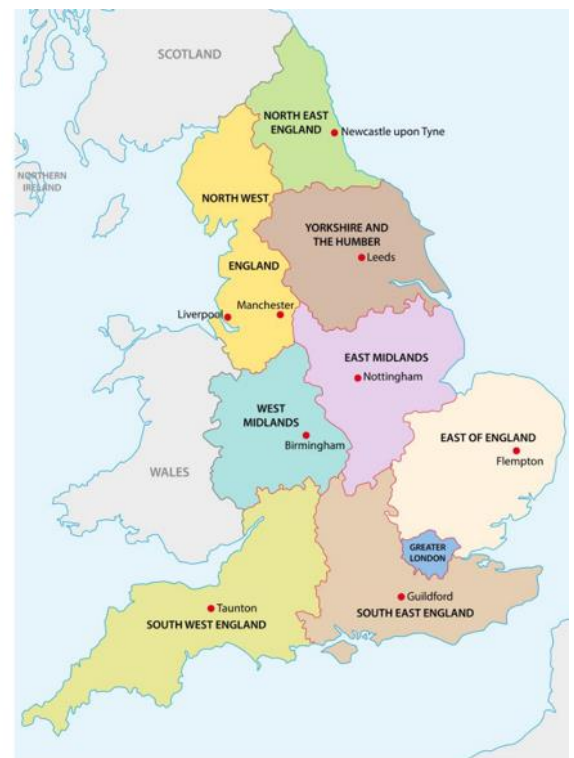 SCOTLAND
NORTH EAST
ENGLAND
Newcastle upon Tyne
NORTHERN
IRELAND
NORTH WEST
YORKSHIRE AND
THE HUMBER
Leeds
ENGLAND
Manchester
Liverpool
EAST MIDLANDS
Nottingham
WEST
MIDLANDS
Birmingham
EAST OF ENGLAND
Flempton
WALES
GREATER
LONDON
Guildford
SOUTH EAST ENGLAND
Taunton
SOUTH WEST ENGLAND